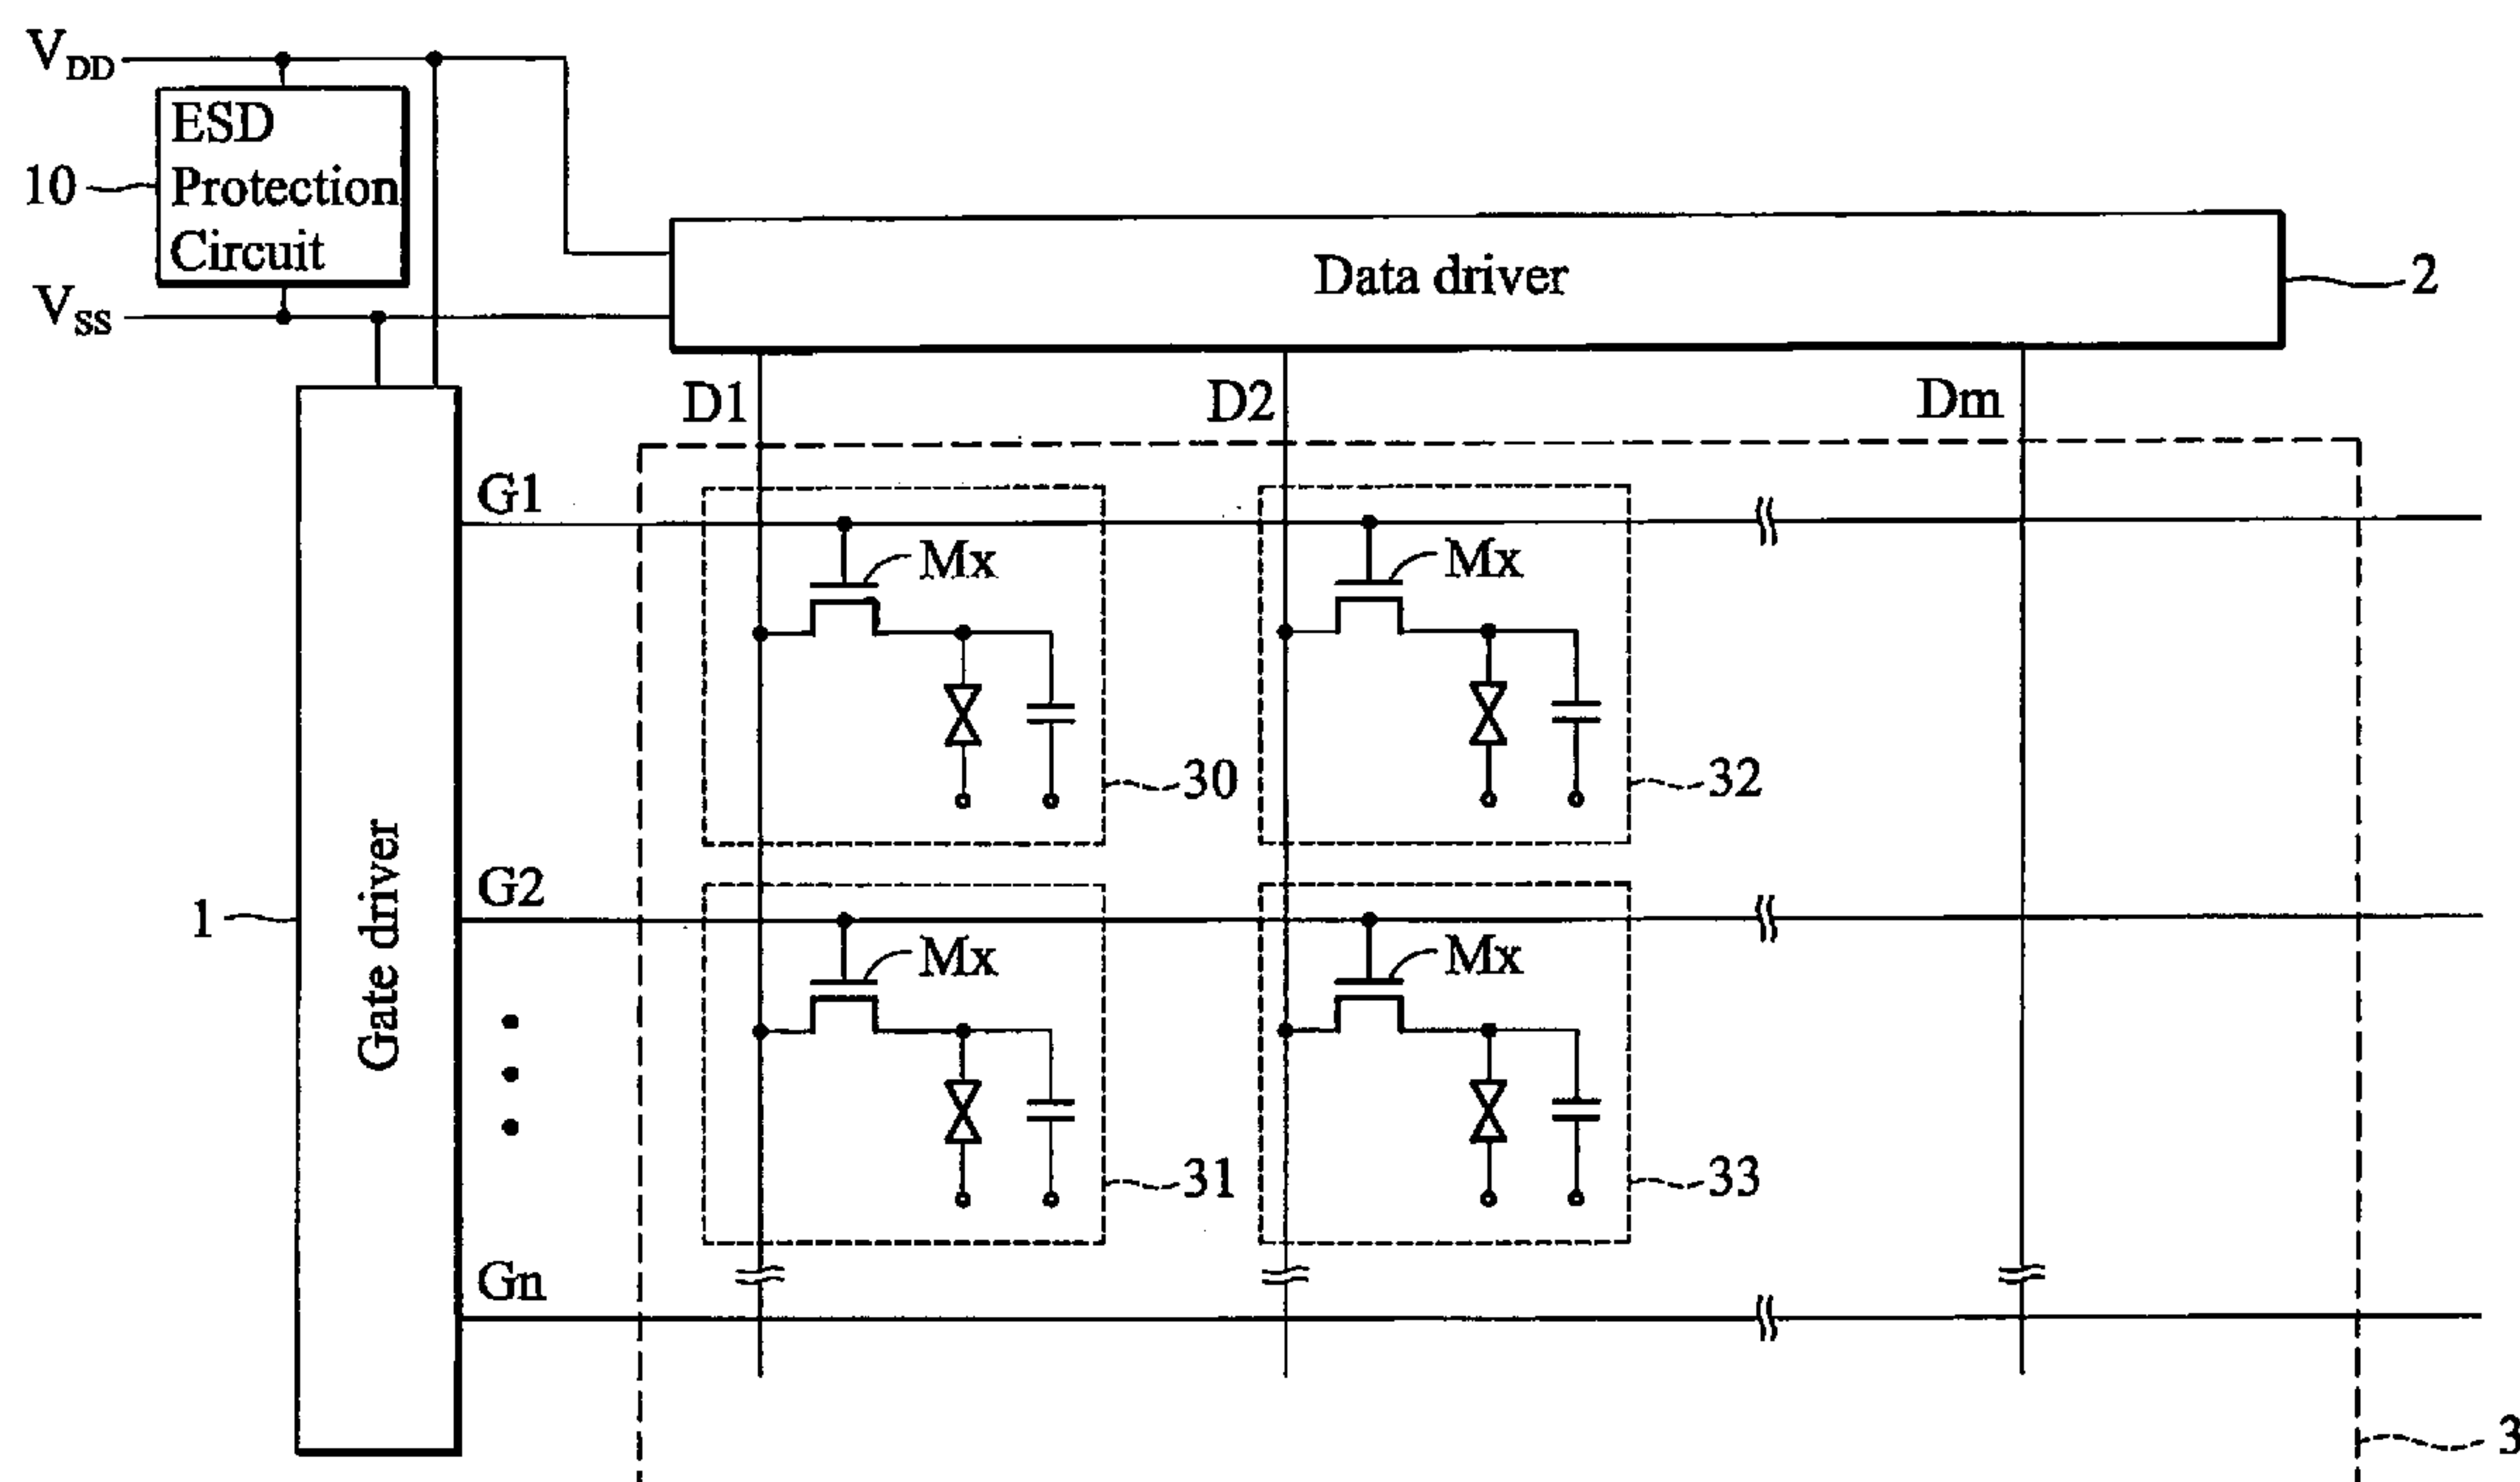 VDD
ESD
Protection
Circuit
10
VSS
Data driver
2
D1
D2
Dm
G1
Mx
Mx
30
32
G2
1
Gate driver
Mx
Mx
31
33
Gn
3